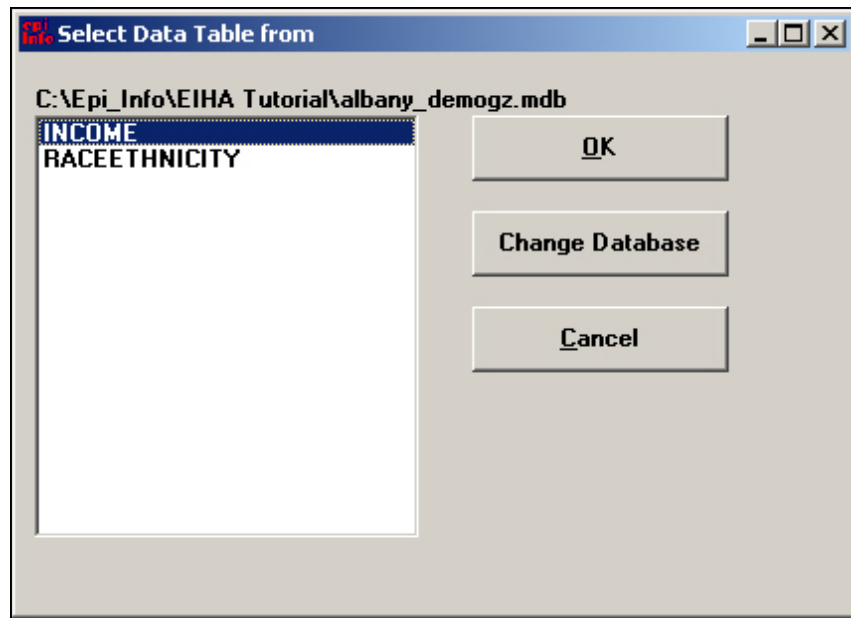 epi info Select Data Table from
C:\Epi_Info\EIHA Tutorial\albany_demogz.mdb
INCOME
RACEETHNICITY
OK
Change Database
Cancel